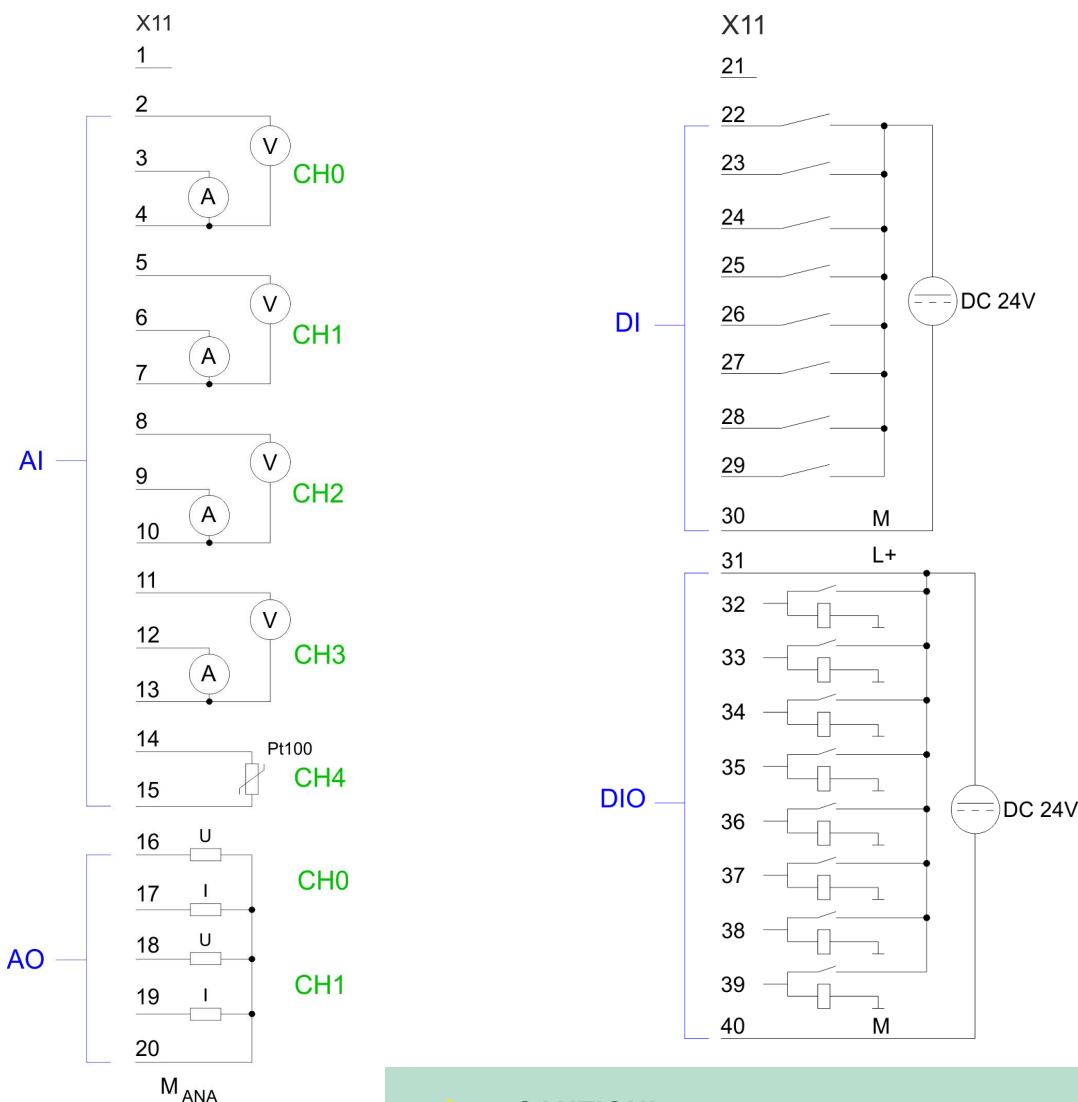 X11
1
2
V
3
CH0
A
4
5
V
6
CH1
A
7
8
V
9
CH2
A
10
11
V
12
CH3
A
13
14
Pt100
CH4
15
AI
16
U
CH0
17
I
18
U
AO
CH1
19
I
20
M ANA
X11
21
22
23
24
25
DC 24V
26
DI
27
28
29
30
M
31
L+
32
33
34
35
DIO
DC 24V
36
37
38
39
40
M